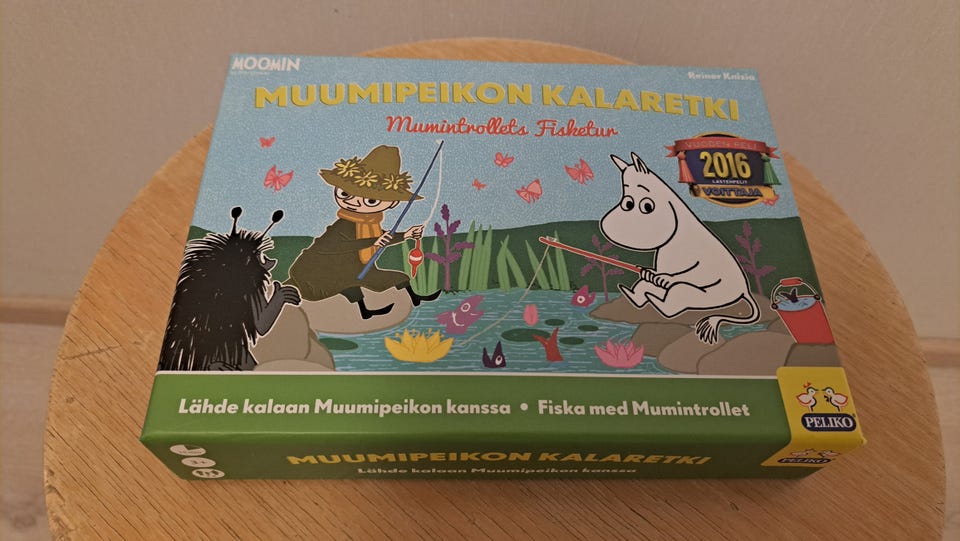 MOOMIN
Reiner Knizia
MUUMIPEIKON KALARETKI
Mumintrollets Fisketur
VUODEN PELI
2016
LASTENPELIT
VOITTAJA
Lähde kalaan Muumipeikon kanssa • Fiska med Mumintrollet
PELIKO
MUUMIPEIKON KALARETKI
Lähde kalaan Muumipeikon kanssa
PELIKO